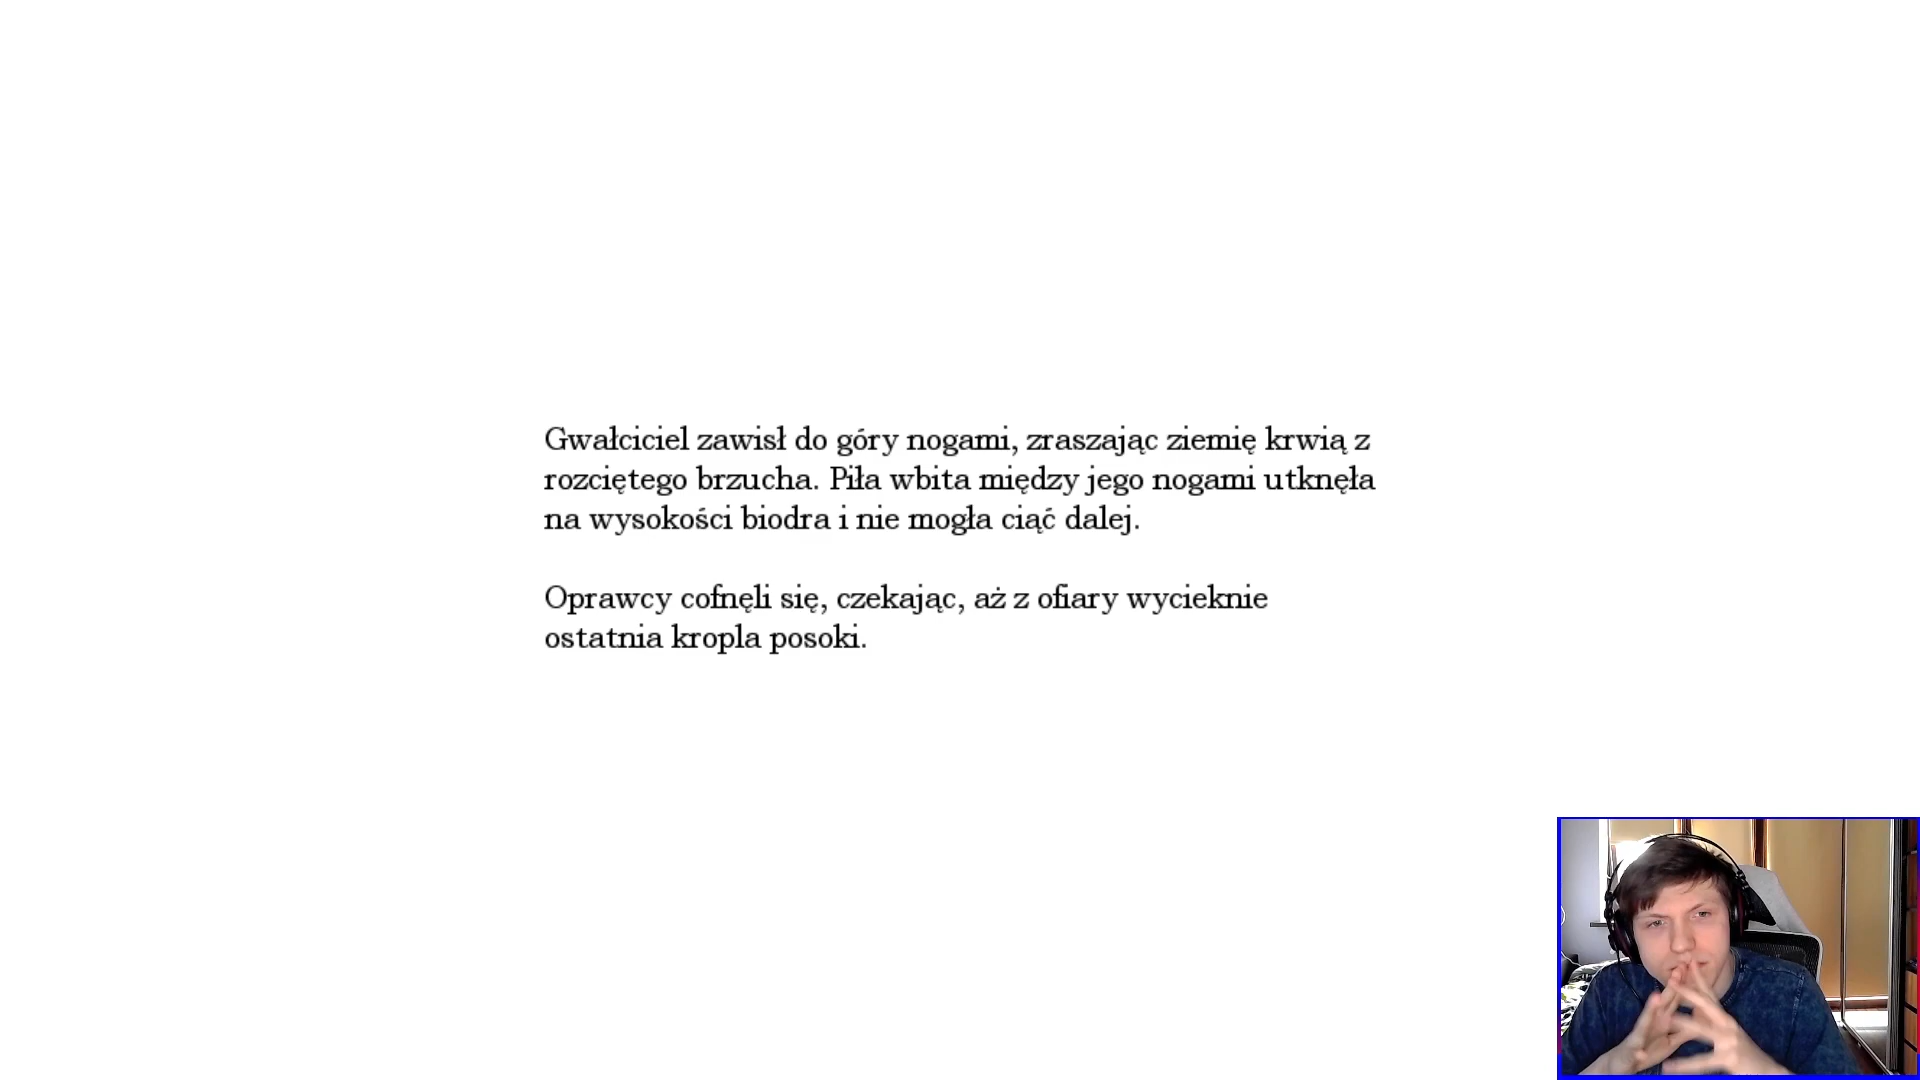 Gwałciciel zawisł do góry nogami, zraszając ziemię krwią z
rozciętego brzucha. Piła wbita między jego nogami utknęła
na wysokości biodra i nie mogła ciąć dalej.
Oprawcy cofnęli się, czekając, aż z ofiary wycieknie
ostatnia kropla posoki.